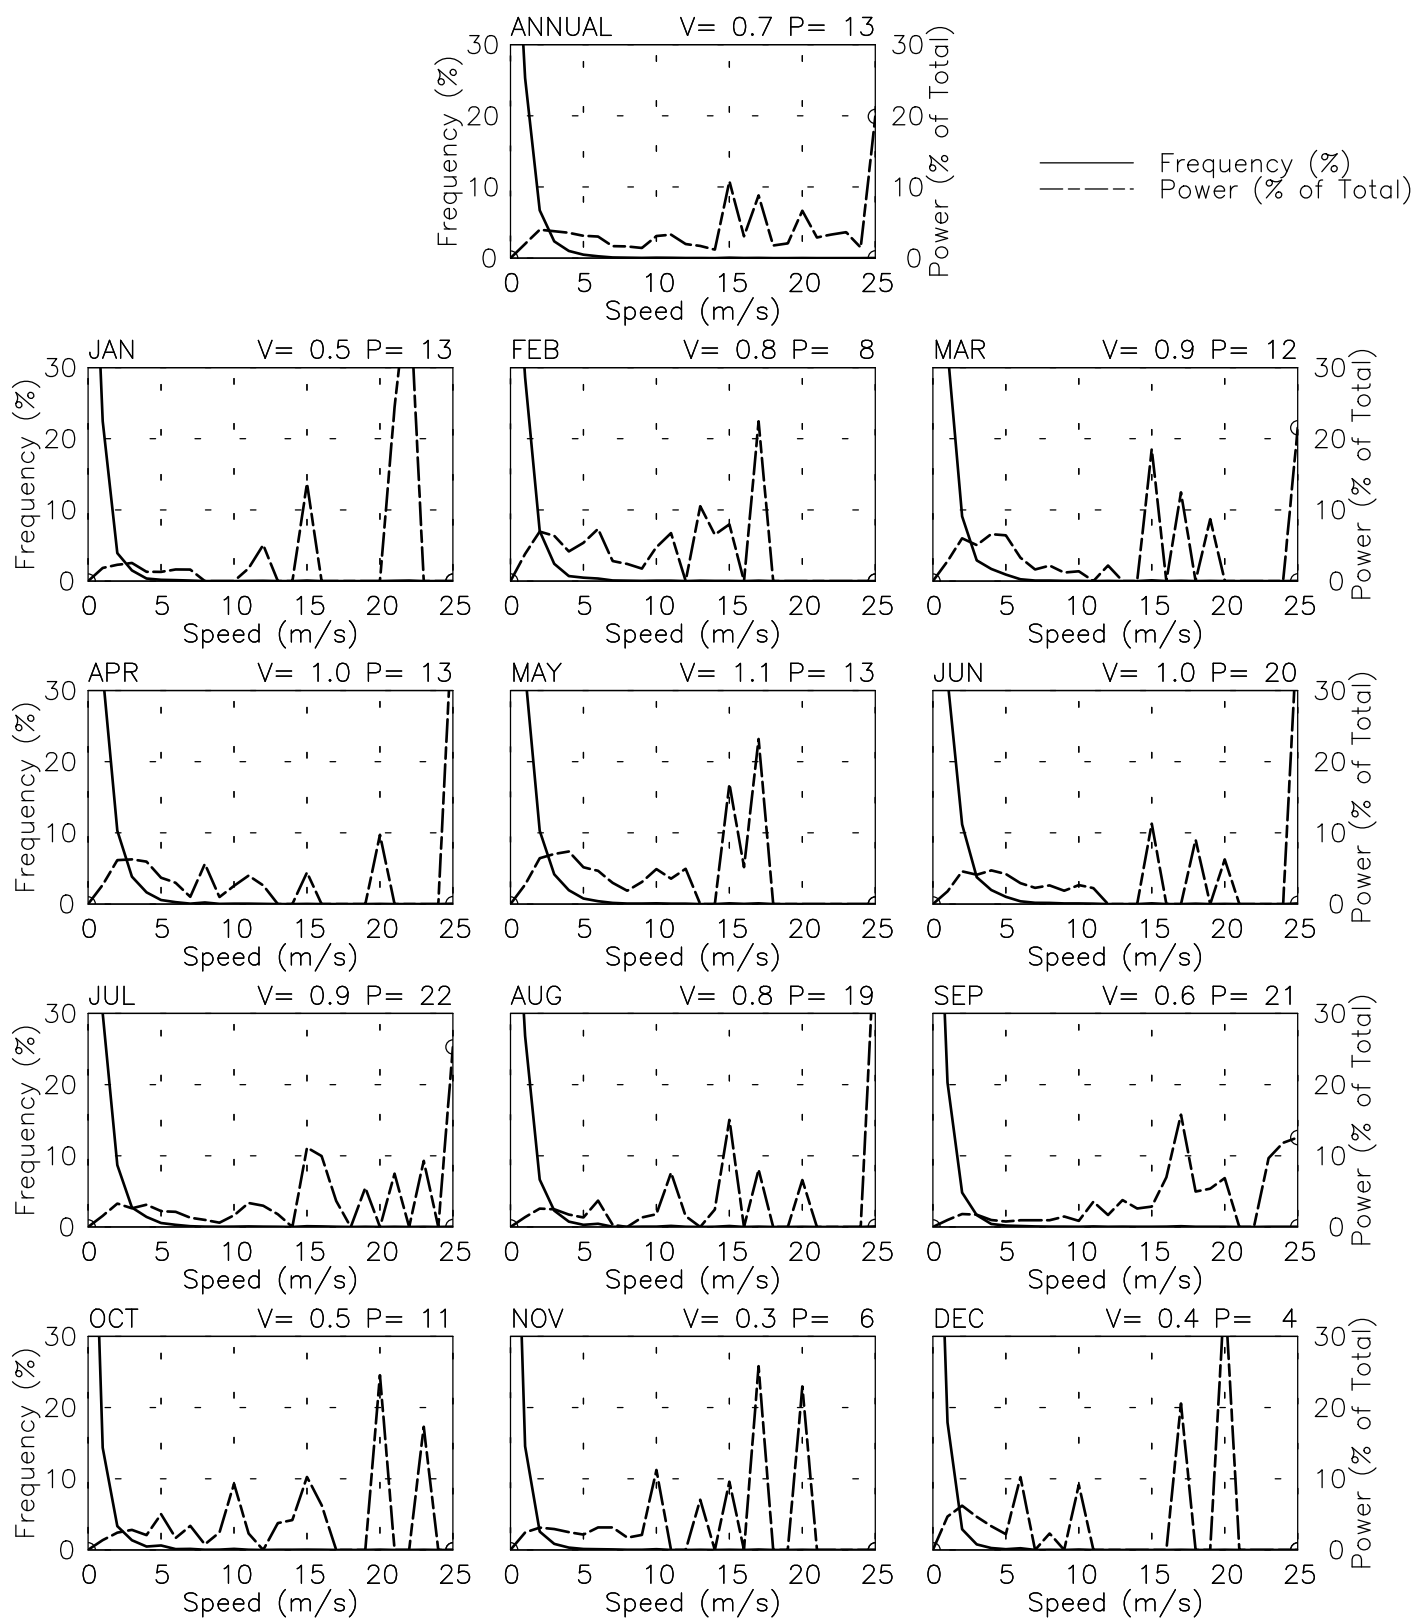 ANNUAL V= 0.7 P= 13
Frequency (%)
30
20
10
0
30
20
10
0
Power (% of Total)
0 5 10 15 20 25
Speed (m/s)
Frequency (%)
Power (% of Total)
JAN V= 0.5 P= 13
Frequency (%)
30
20
10
0
0 5 10 15 20 25
Speed (m/s)
FEB V= 0.8 P= 8
0 5 10 15 20 25
Speed (m/s)
MAR V= 0.9 P= 12
30
20
10
0
Power (% of Total)
0 5 10 15 20 25
Speed (m/s)
APR V= 1.0 P= 13
Frequency (%)
30
20
10
0
0 5 10 15 20 25
Speed (m/s)
MAY V= 1.1 P= 13
0 5 10 15 20 25
Speed (m/s)
JUN V= 1.0 P= 20
30
20
10
0
Power (% of Total)
0 5 10 15 20 25
Speed (m/s)
JUL V= 0.9 P= 22
Frequency (%)
30
20
10
0
0 5 10 15 20 25
Speed (m/s)
AUG V= 0.8 P= 19
0 5 10 15 20 25
Speed (m/s)
SEP V= 0.6 P= 21
30
20
10
0
Power (% of Total)
0 5 10 15 20 25
Speed (m/s)
OCT V= 0.5 P= 11
Frequency (%)
30
20
10
0
0 5 10 15 20 25
Speed (m/s)
NOV V= 0.3 P= 6
0 5 10 15 20 25
Speed (m/s)
DEC V= 0.4 P= 4
30
20
10
0
Power (% of Total)
0 5 10 15 20 25
Speed (m/s)